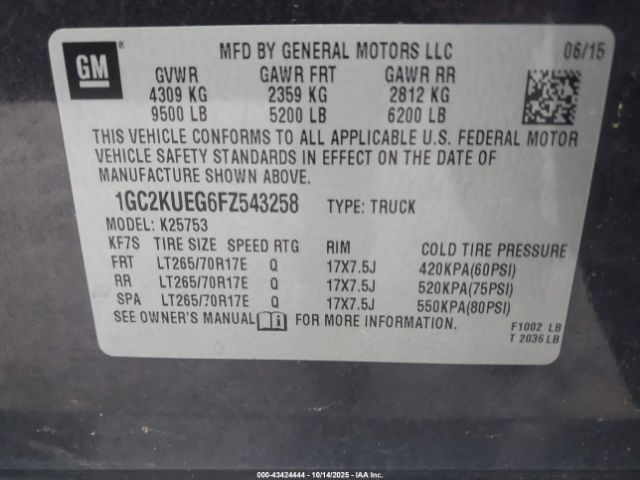 GM
MFD BY GENERAL MOTORS LLC 06/15
GVWR GAWR FRT GAWR RR
4309 KG 2359 KG 2812 KG
9500 LB 5200 LB 6200 LB
THIS VEHICLE CONFORMS TO ALL APPLICABLE U.S. FEDERAL MOTOR
VEHICLE SAFETY STANDARDS IN EFFECT ON THE DATE OF
MANUFACTURE SHOWN ABOVE.
1GC2KUEG6FZ543258 TYPE: TRUCK
MODEL: K25753
KF7S TIRE SIZE SPEED RTG RIM COLD TIRE PRESSURE
FRT LT265/70R17E Q 17X7.5J 420KPA(60PSI)
RR LT265/70R17E Q 17X7.5J 520KPA(75PSI)
SPA LT265/70R17E Q 17X7.5J 550KPA(80PSI)
SEE OWNER'S MANUAL FOR MORE INFORMATION.
F1002 LB
T 2036 LB
000-43424444 - 10/14/2025 - IAAI.COM